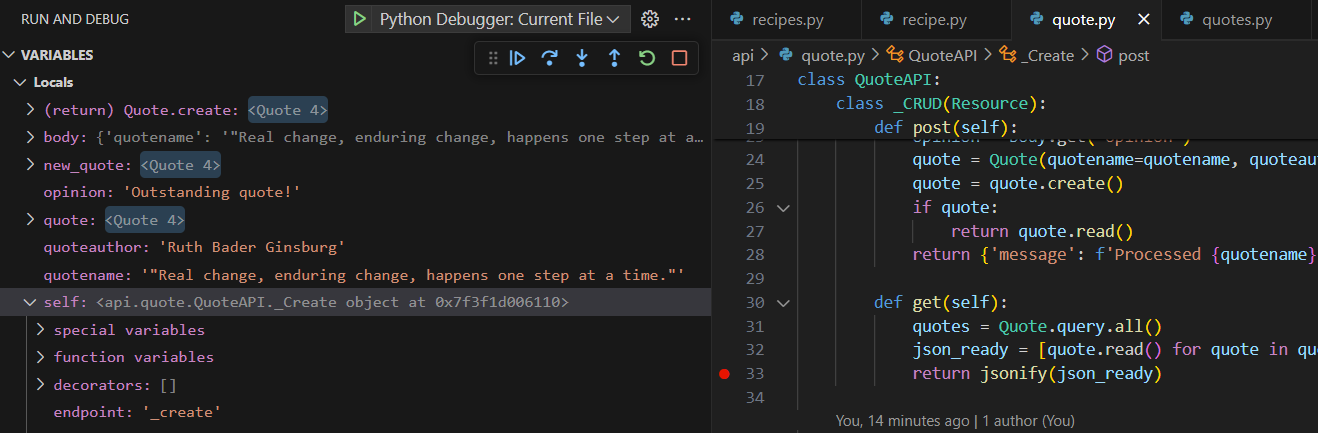 RUN AND DEBUG
Python Debugger: Current File
VARIABLES
Locals
(return) Quote.create: <Quote 4>
body: {'quotename': '"Real change, enduring change, happens one step at a…
new_quote: <Quote 4>
opinion: 'Outstanding quote!'
quote: <Quote 4>
quoteauthor: 'Ruth Bader Ginsburg'
quotename: '"Real change, enduring change, happens one step at a time."'
self: <api.quote.QuoteAPI._Create object at 0x7f3f1d006110>
special variables
function variables
decorators: []
endpoint: '_create'
recipes.py recipe.py quote.py quotes.py
api > quote.py > QuoteAPI > _Create > post
17 class QuoteAPI:
18 class _CRUD(Resource):
19 def post(self):
24 quote = Quote(quotename=quotename, quoteau
25 quote = quote.create()
26 if quote:
27 return quote.read()
28 return {'message': f'Processed {quotename}
29
30 def get(self):
31 quotes = Quote.query.all()
32 json_ready = [quote.read() for quote in qu
33 return jsonify(json_ready)
34
You, 14 minutes ago | 1 author (You)